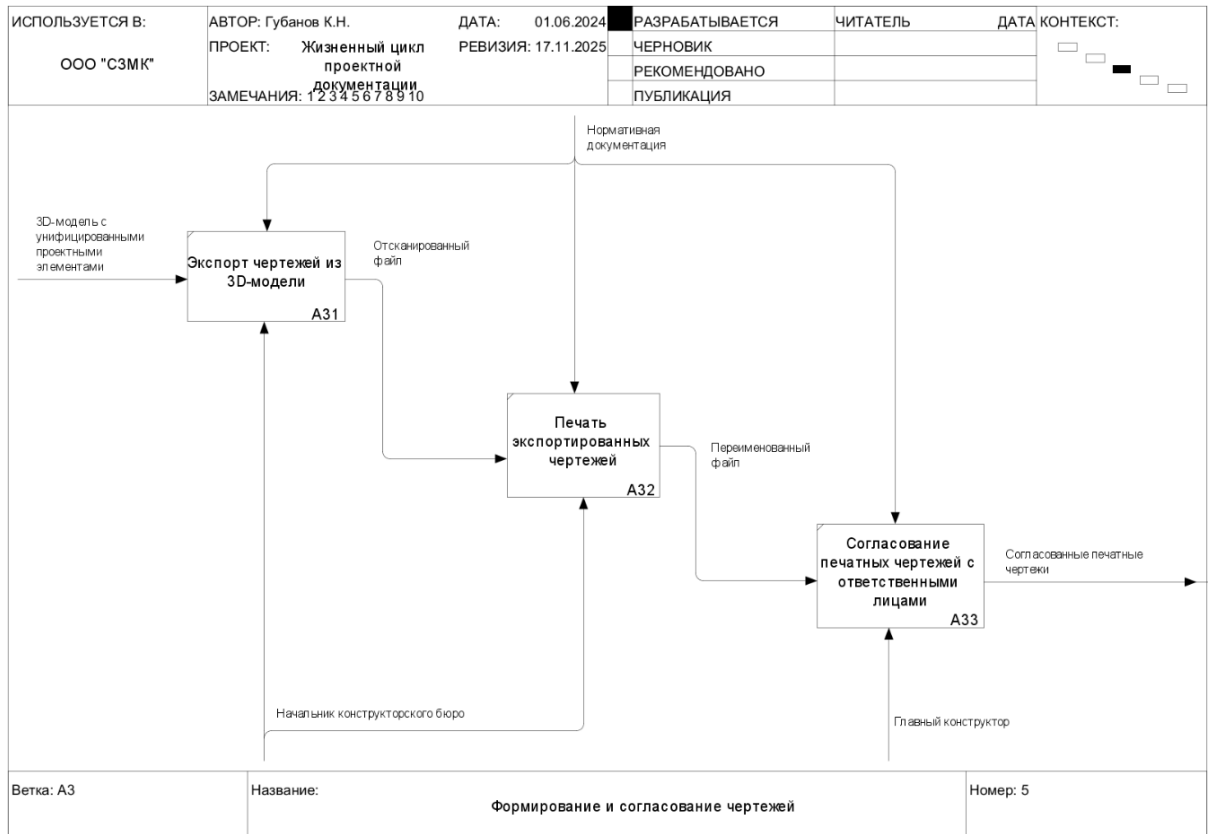 ИСПОЛЬЗУЕТСЯ В:
ООО "СЗМК"
АВТОР: Губанов К.Н.
ДАТА: 01.06.2024
ПРОЕКТ: Жизненный цикл
проектной
документации
РЕВИЗИЯ: 17.11.2025
ЗАМЕЧАНИЯ: 1 2 3 4 5 6 7 8 9 10
РАЗРАБАТЫВАЕТСЯ
ЧЕРНОВИК
РЕКОМЕНДОВАНО
ПУБЛИКАЦИЯ
ЧИТАТЕЛЬ
ДАТА
КОНТЕКСТ:
Нормативная
документация
3D-модель с
унифицированными
проектными
элементами
Экспорт чертежей из
3D-модели
A31
Отсканированный
файл
Печать
экспортированных
чертежей
A32
Переименованный
файл
Согласование
печатных чертежей с
ответственными
лицами
A33
Согласованные печатные
чертежи
Начальник конструкторского бюро
Главный конструктор
Ветка: A3
Название:
Формирование и согласование чертежей
Номер: 5